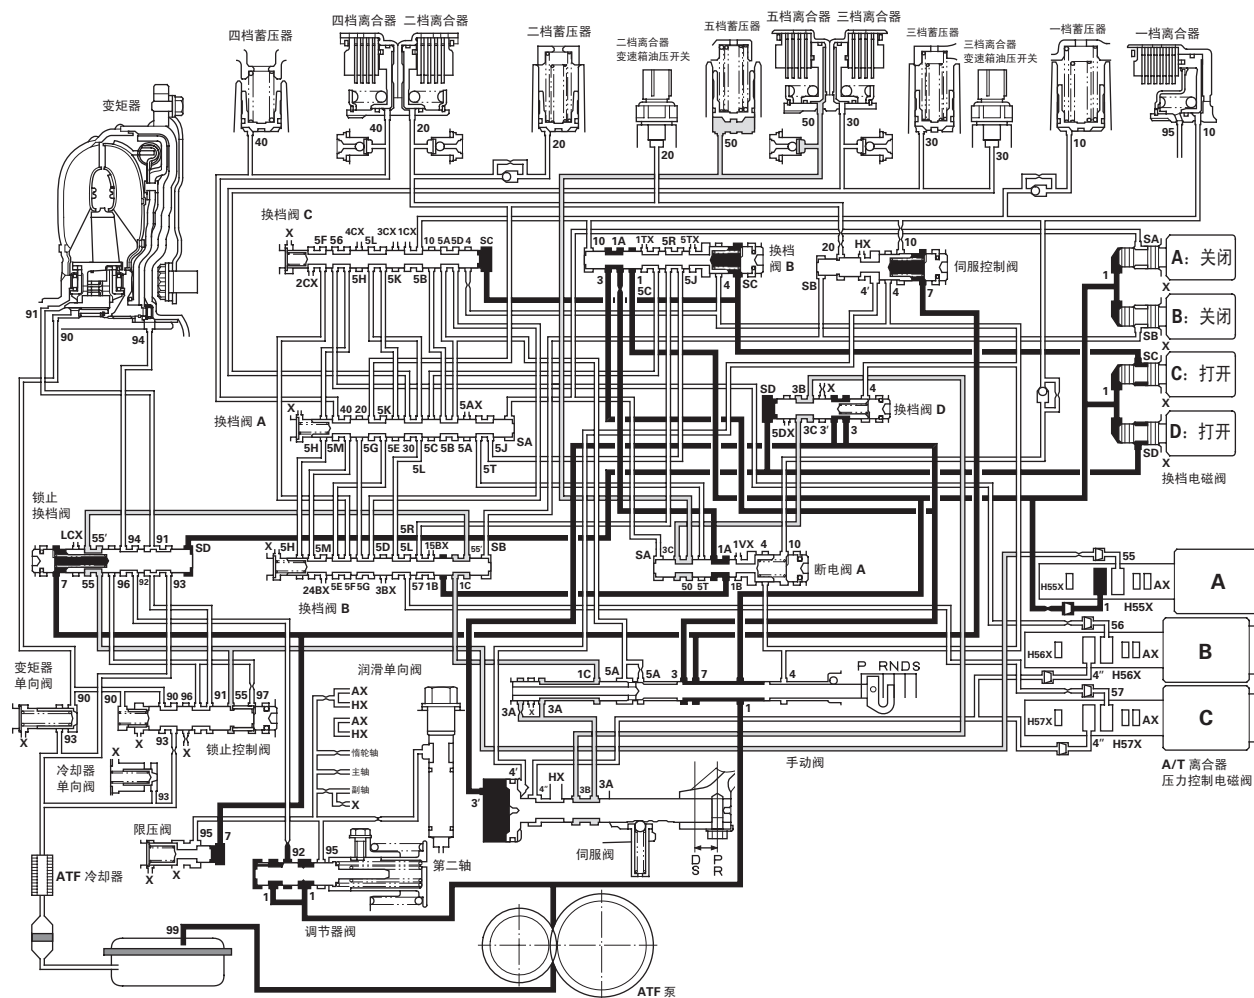 四档蓄压器
四档离合器 二档离合器
二档蓄压器
二档离合器
变速箱油压开关
五档蓄压器
五档离合器 三档离合器
三档蓄压器
三档离合器
变速箱油压开关
一档蓄压器
一档离合器
变矩器
40
40 20
20
20
50
50 30
30
30
10
95 10
换档阀 C
X 5F 56 4CX 5L 3CX 1CX 10 5A 5D 4 SC
2CX 5H 5K 5B
10 1A 1TX 5R 5TX
换档
阀 B
3 1 5C 5J 4 SC
20 HX 10
伺服控制阀
SB 4' 4 7
SA
1
A: 关闭
X
B: 关闭
SB
X
SC
1
C: 打开
X
D: 打开
SD
X
换档电磁阀
91
90 94
换档阀 A
X 40 20 5K 5AX
SA
5H 5M 5G 5E 30 5C 5B 5A 5J
5L 5T
SD 3B X 4
换档阀 D
5DX 3C 3' 3
锁止
换档阀
LCX 55' 94 91 SD
7 55 96 92 93
5R
X 5H 5M 5D 5L 15BX 55' SB
24BX 5E 5F 5G 3BX 57 1B 1C
换档阀 B
SA 3C 1A 1VX 4 10
断电阀 A
50 5T 1B
55
H55X AX
A
1 H55X
56
H56X AX
B
4" H56X
57
H57X AX
C
4" H57X
A/T 离合器
压力控制电磁阀
变矩器
单向阀
90
93
X
90 90 96 91 55 97
X 93 X
锁止控制阀
冷却器
单向阀
X
93
润滑单向阀
AX
HX
AX
HX
惰轮轴
主轴
副轴
X
1C 5A 5A 3 7 4
P RNDS
3A X 3A 1
手动阀
4' 4" HX 3B 3A
3'
伺服阀
D P
S R
限压阀
95 7
X X
92 95
1 1
调节器阀
第二轴
ATF 冷却器
99
ATF 泵